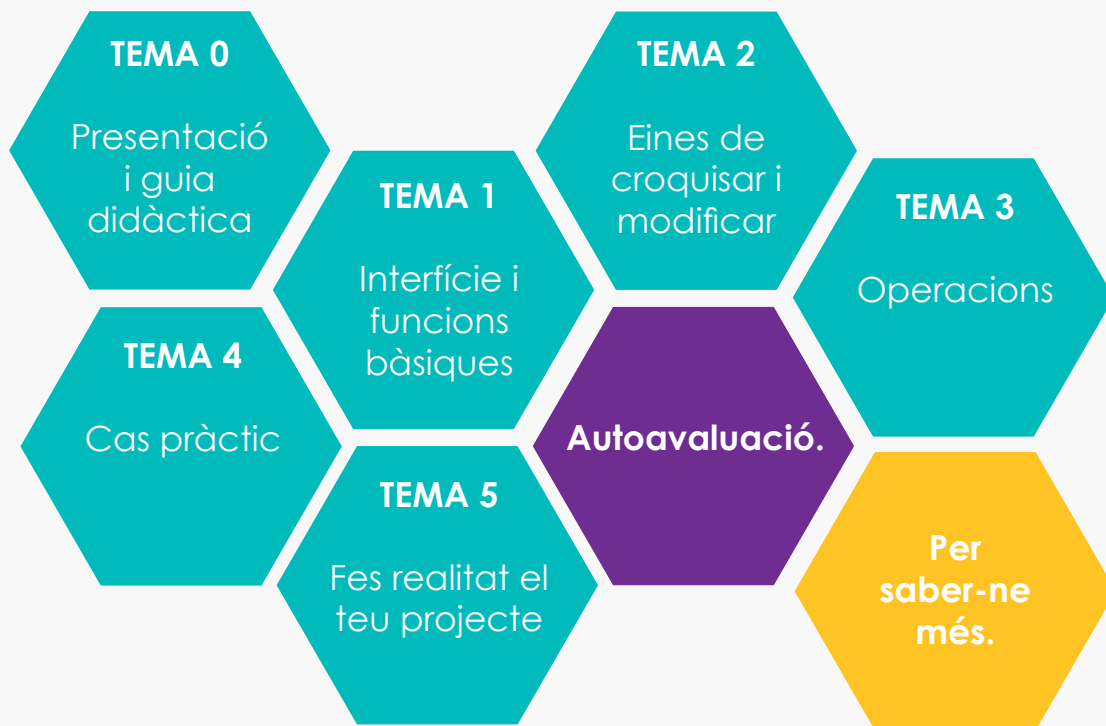 TEMA 0
Presentació
i guia
didàctica
TEMA 1
Interfície i
funcions
bàsiques
TEMA 2
Eines de
croquisar i
modificar
TEMA 3
Operacions
TEMA 4
Cas pràctic
TEMA 5
Fes realitat el
teu projecte
Autoavaluació.
Per
saber-ne
més.